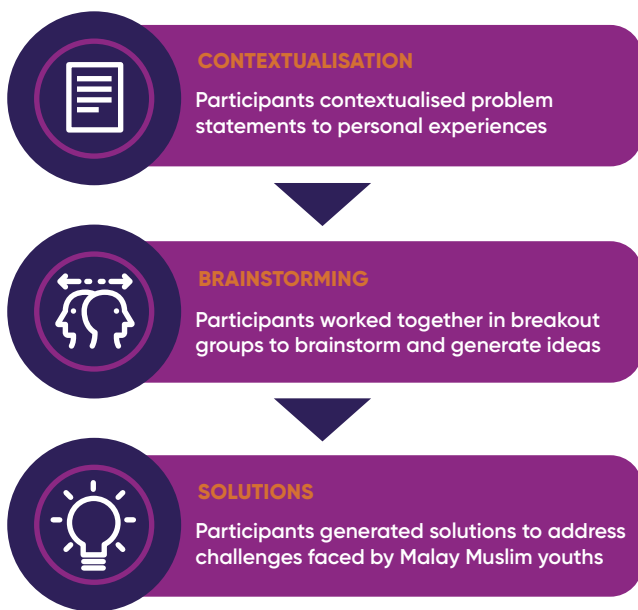 CONTEXTUALISATION
Participants contextualised problem
statements to personal experiences
BRAINSTORMING
Participants worked together in breakout
groups to brainstorm and generate ideas
SOLUTIONS
Participants generated solutions to address
challenges faced by Malay Muslim youths